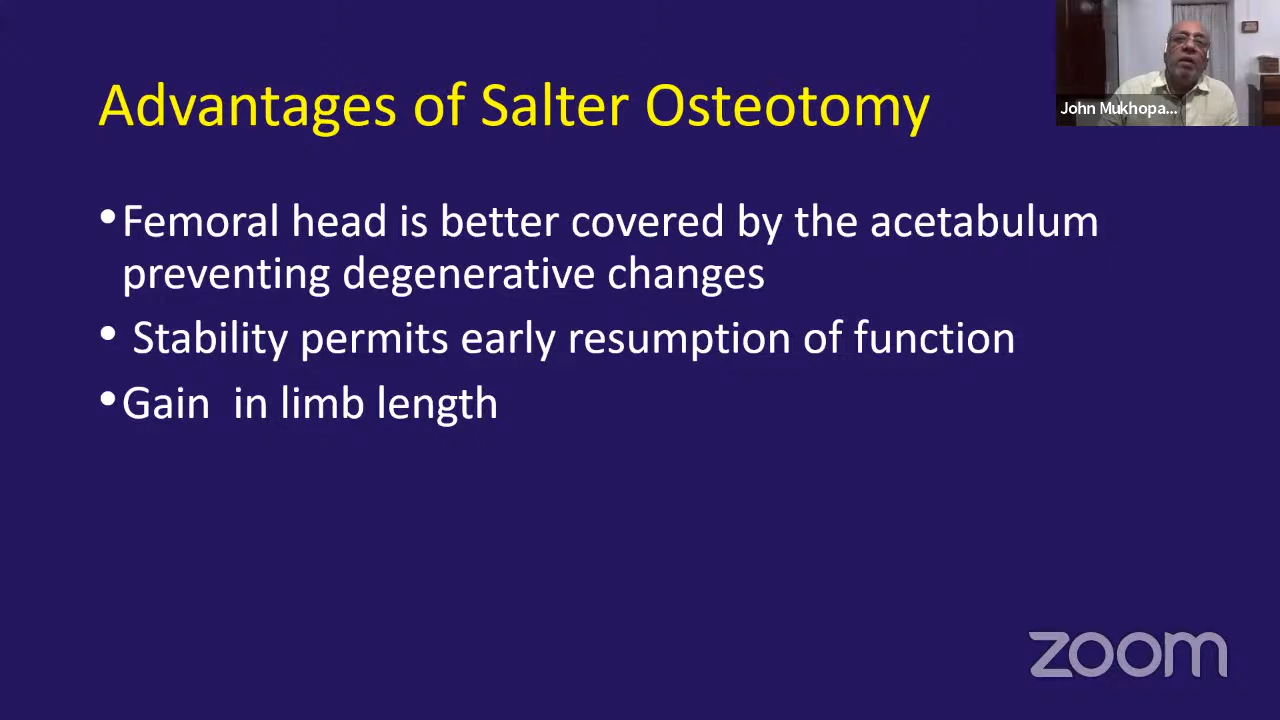 Advantages of Salter Osteotomy
John Mukhopa...
•Femoral head is better covered by the acetabulum
preventing degenerative changes
• Stability permits early resumption of function
•Gain  in limb length
zoom